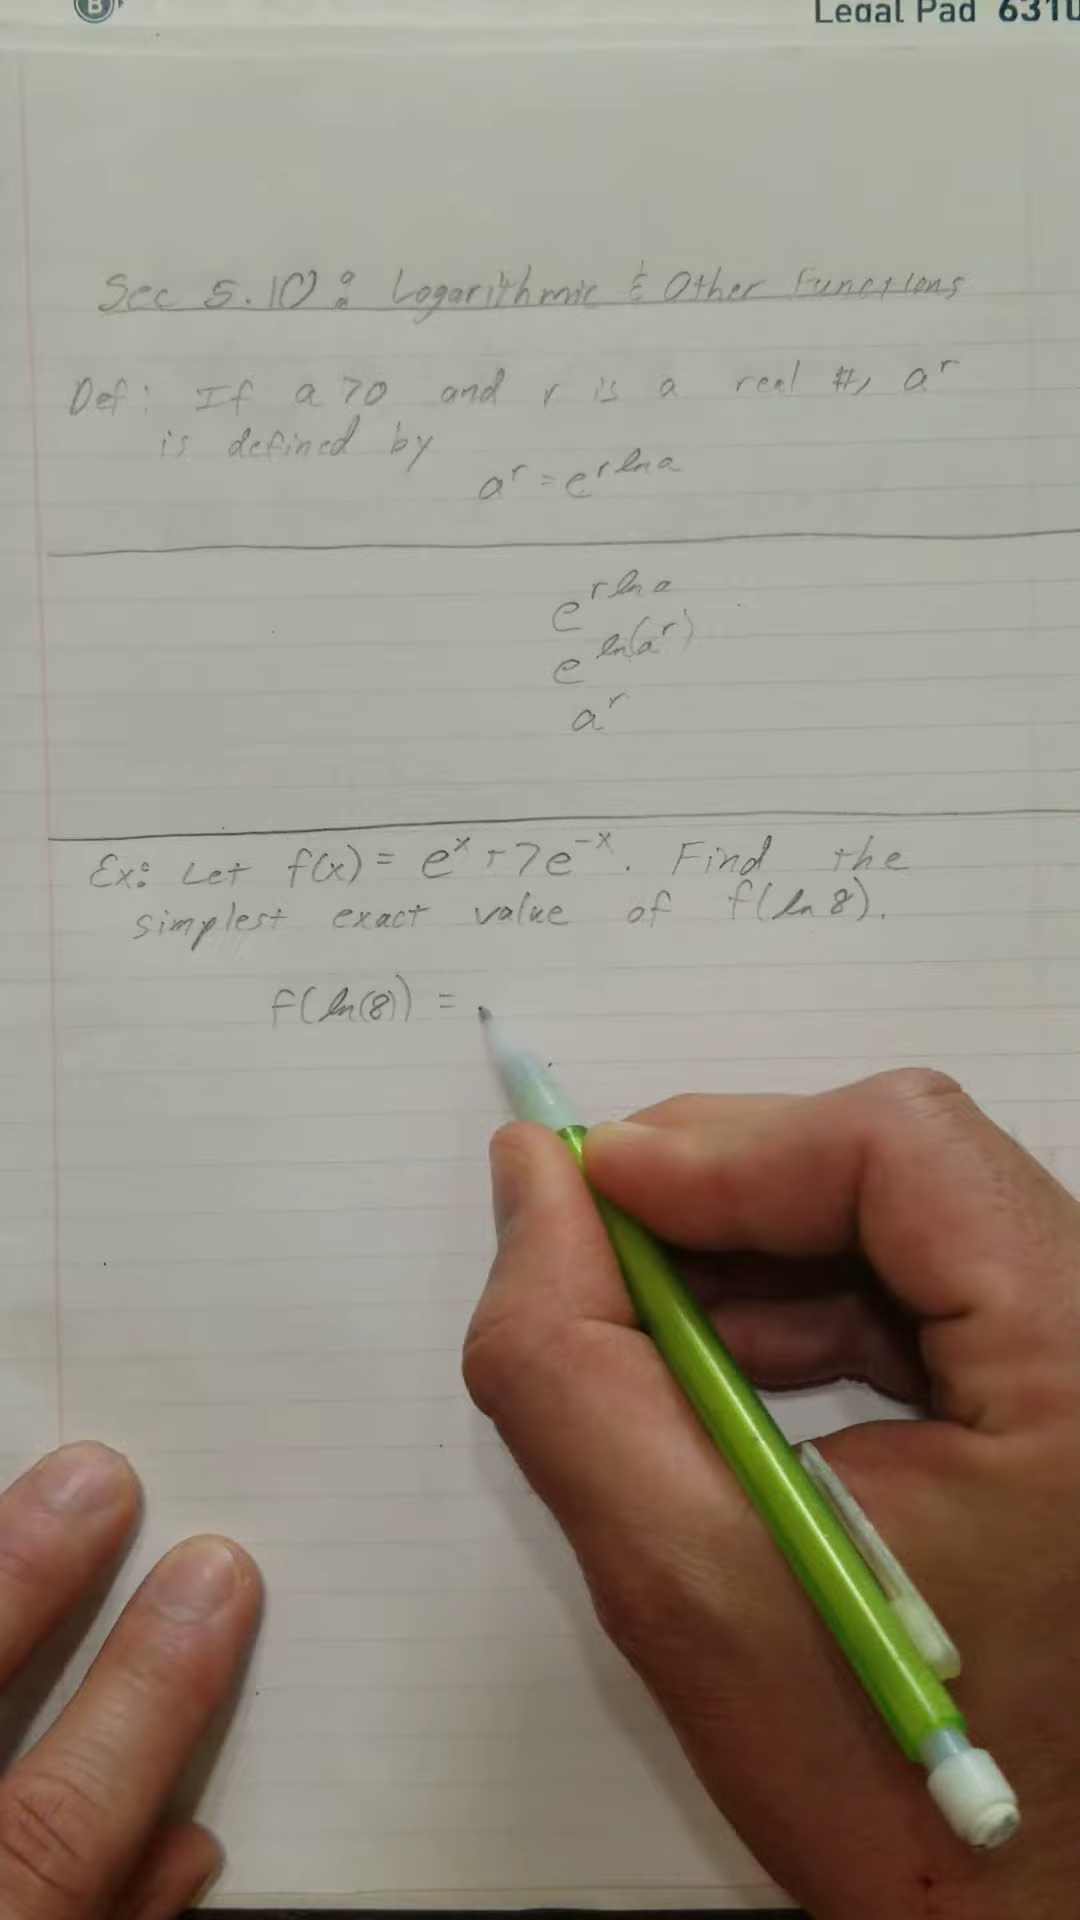 B
Legal Pad 6310
Sec 5.10: Logarithmic & Other Functions
Def: If a > 0 and r is a real #, a^r
is defined by
a^r = e^{r ln a}
e^{r ln a}
e^{ln(a^r)}
a^r
Ex: Let f(x) = e^x + 7e^{-x}. Find the
simplest exact value of f(ln 8).
f(ln(8)) =